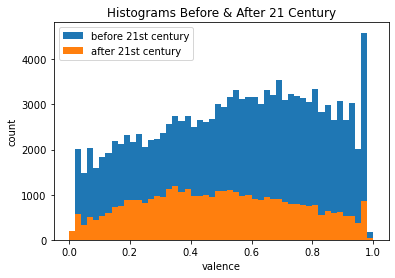 Histograms Before & After 21 Century
before 21st century
after 21st century
count
4000
3000
2000
1000
0
0.0 0.2 0.4 0.6 0.8 1.0
valence